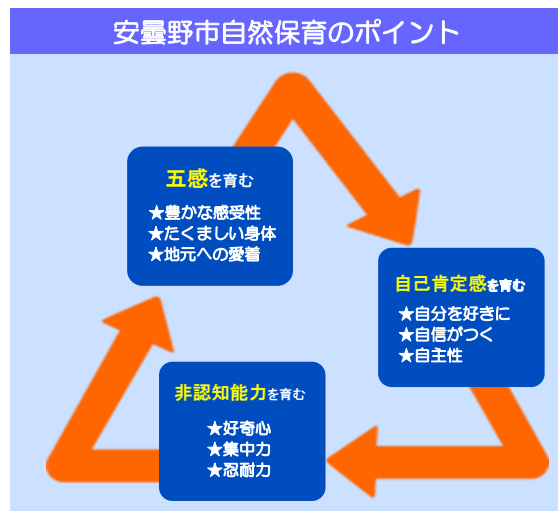 安曇野市自然保育のポイント
五感を育む
★豊かな感受性
★たくましい身体
★地元への愛着
自己肯定感を育む
★自分を好きに
★自信がつく
★自主性
非認知能力を育む
★好奇心
★集中力
★忍耐力